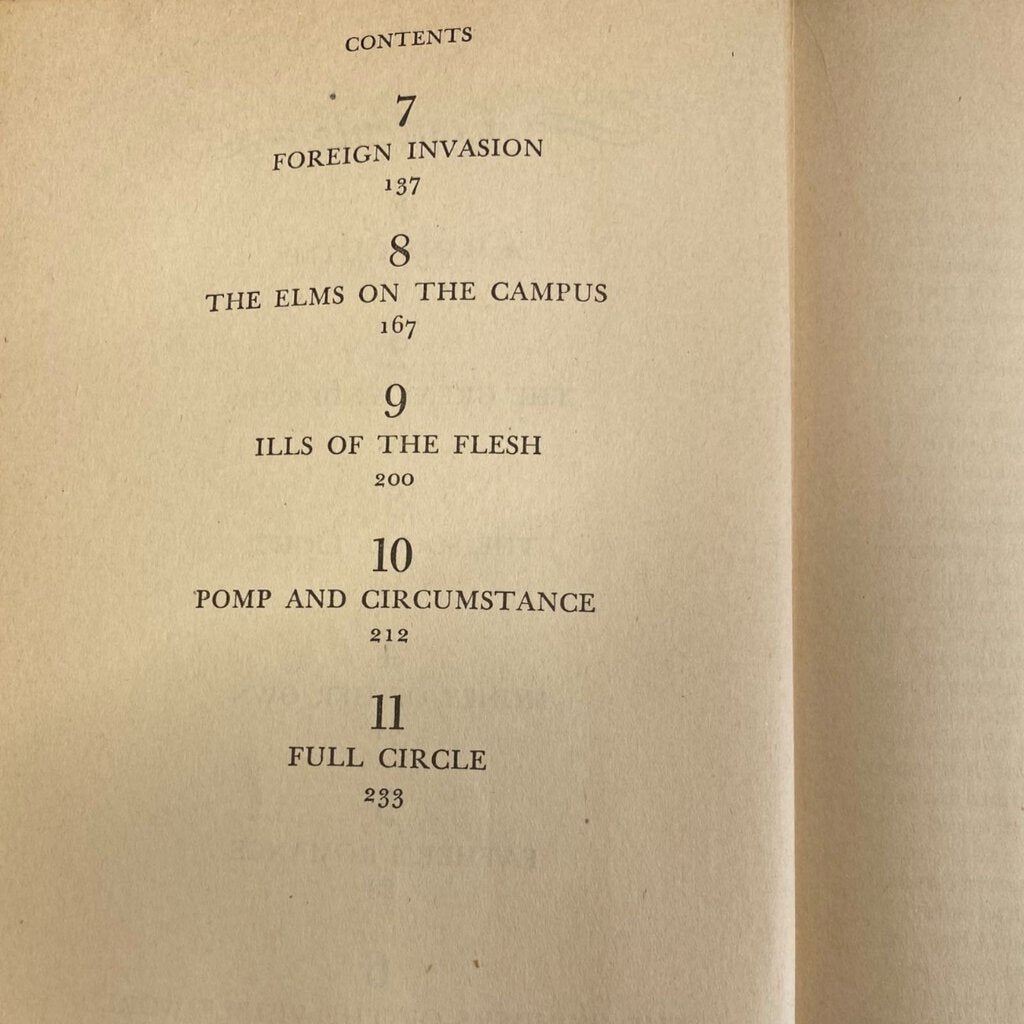 CONTENTS
7
FOREIGN INVASION
137
8
THE ELMS ON THE CAMPUS
167
9
ILLS OF THE FLESH
200
10
POMP AND CIRCUMSTANCE
212
11
FULL CIRCLE
233